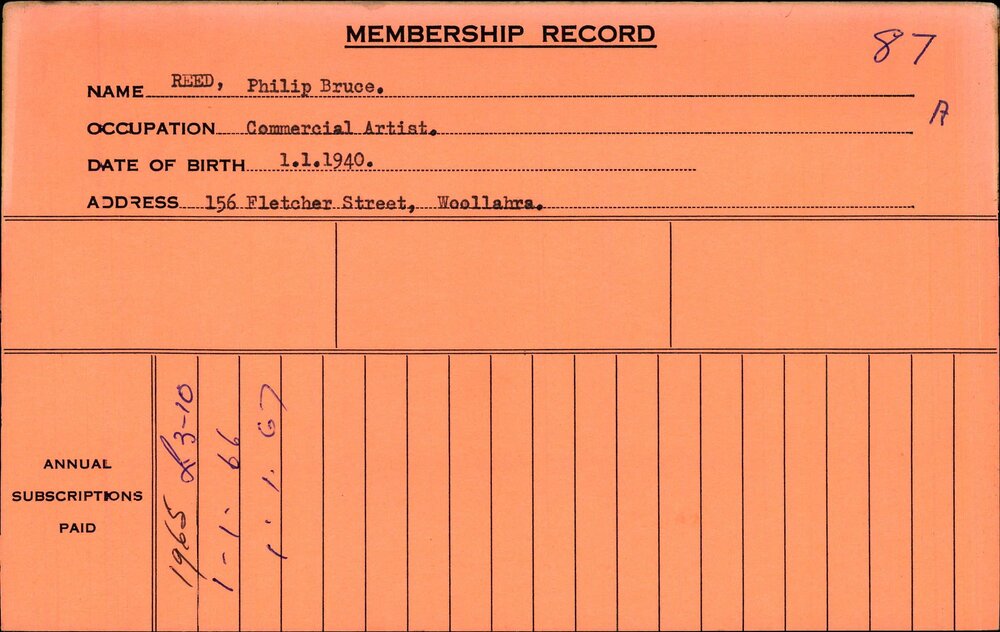 MEMBERSHIP RECORD
87
NAME REED, Philip Bruce.
A
OCCUPATION Commercial Artist.
DATE OF BIRTH 1.1.1940.
ADDRESS 156 Fletcher Street, Woollahra.
ANNUAL
SUBSCRIPTIONS
PAID
1965 £3-10
1-1-66
1.1.67